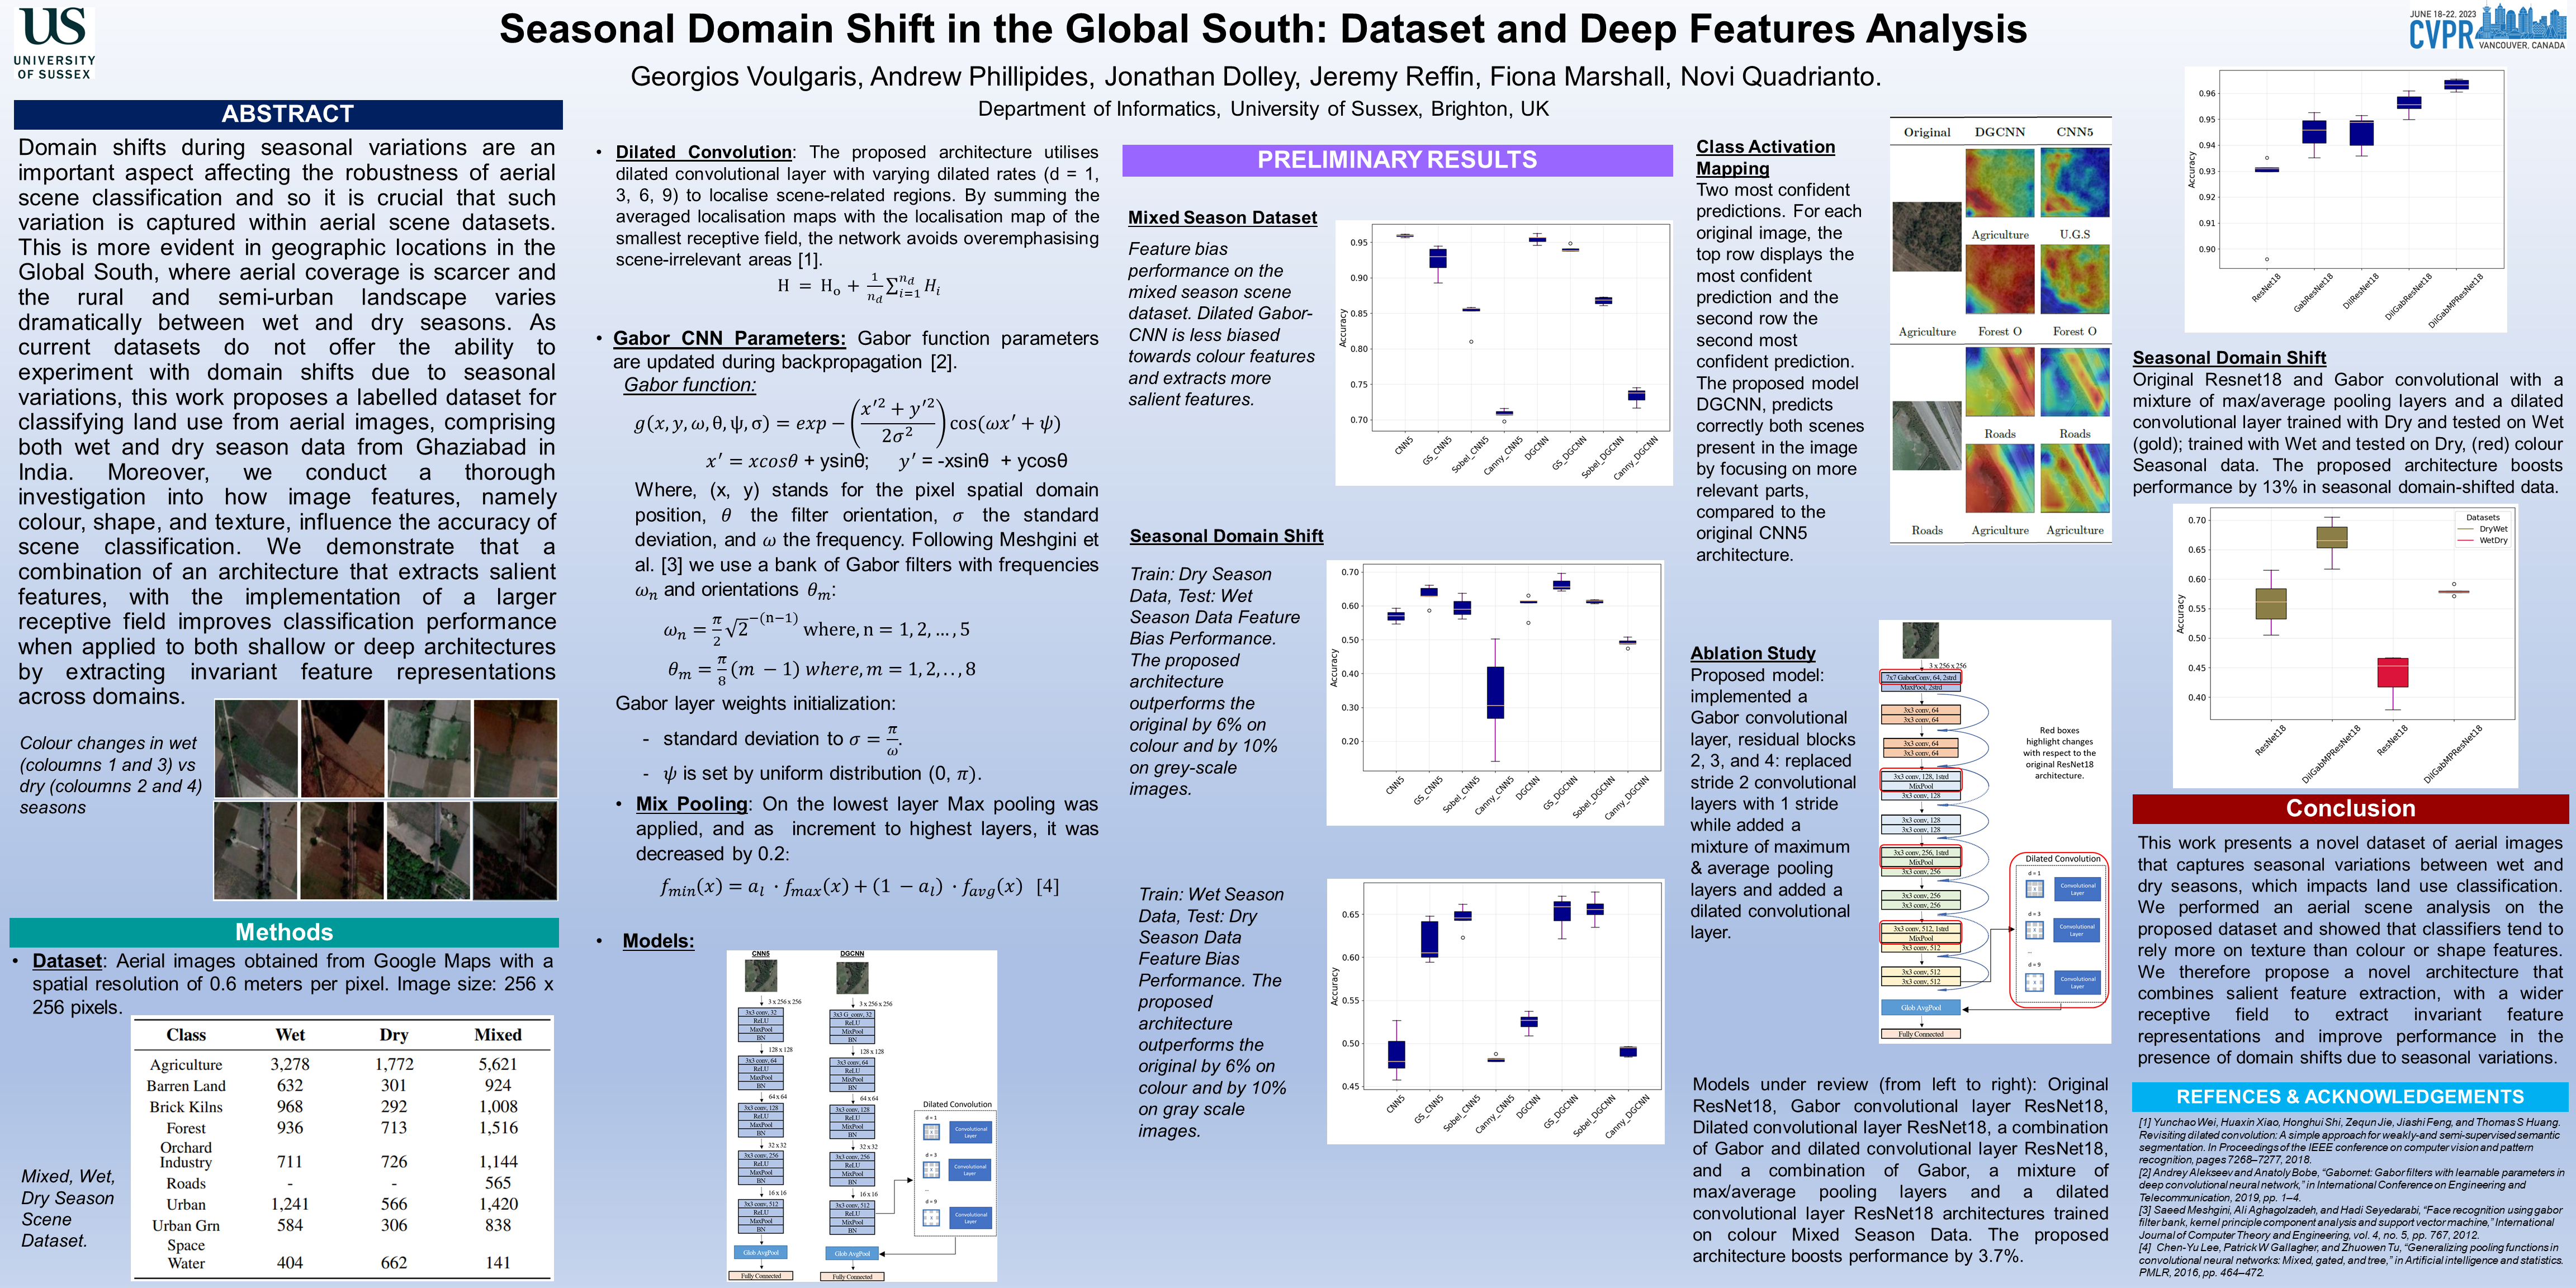 US
UNIVERSITY
OF SUSSEX
Seasonal Domain Shift in the Global South: Dataset and Deep Features Analysis
Georgios Voulgaris, Andrew Phillipides, Jonathan Dolley, Jeremy Reffin, Fiona Marshall, Novi Quadrianto.
Department of Informatics, University of Sussex, Brighton, UK
JUNE 18-22, 2023
CVPR
VANCOUVER, CANADA
ABSTRACT
Domain shifts during seasonal variations are an
important aspect affecting the robustness of aerial
scene classification and so it is crucial that such
variation is captured within aerial scene datasets.
This is more evident in geographic locations in the
Global South, where aerial coverage is scarcer and
the rural and semi-urban landscape varies
dramatically between wet and dry seasons. As
current datasets do not offer the ability to
experiment with domain shifts due to seasonal
variations, this work proposes a labelled dataset for
classifying land use from aerial images, comprising
both wet and dry season data from Ghaziabad in
India. Moreover, we conduct a thorough
investigation into how image features, namely
colour, shape, and texture, influence the accuracy of
scene classification. We demonstrate that a
combination of an architecture that extracts salient
features, with the implementation of a larger
receptive field improves classification performance
when applied to both shallow or deep architectures
by extracting invariant feature representations
across domains.
Colour changes in wet
(coloumns 1 and 3) vs
dry (coloumns 2 and 4)
seasons
Methods
• Dataset: Aerial images obtained from Google Maps with a
spatial resolution of 0.6 meters per pixel. Image size: 256 x
256 pixels.
Class Wet Dry Mixed
Agriculture 3,278 1,772 5,621
Barren Land 632 301 924
Brick Kilns 968 292 1,008
Forest 936 713 1,516
Orchard
Industry 711 726 1,144
Roads - - 565
Urban 1,241 566 1,420
Urban Grn 584 306 838
Space
Water 404 662 141
Mixed, Wet,
Dry Season
Scene
Dataset.
• Dilated Convolution: The proposed architecture utilises
dilated convolutional layer with varying dilated rates (d = 1,
3, 6, 9) to localise scene-related regions. By summing the
averaged localisation maps with the localisation map of the
smallest receptive field, the network avoids overemphasising
scene-irrelevant areas [1].
H = H₀ + 1/n_d ∑_{i=1}^{n_d} H_i
• Gabor CNN Parameters: Gabor function parameters
are updated during backpropagation [2].
Gabor function:
g(x, y, ω, θ, ψ, σ) = exp − ((x′² + y′²)/(2σ²)) cos(ωx′ + ψ)
x′ = xcosθ + ysinθ; y′ = -xsinθ + ycosθ
Where, (x, y) stands for the pixel spatial domain
position, θ the filter orientation, σ the standard
deviation, and ω the frequency. Following Meshgini et
al. [3] we use a bank of Gabor filters with frequencies
ω_n and orientations θ_m:
ω_n = π/2 √2^{−(n−1)} where, n = 1, 2, …, 5
θ_m = π/8 (m − 1) where, m = 1, 2, . . , 8
Gabor layer weights initialization:
- standard deviation to σ = π/ω.
- ψ is set by uniform distribution (0, π).
• Mix Pooling: On the lowest layer Max pooling was
applied, and as increment to highest layers, it was
decreased by 0.2:
f_min(x) = a_l · f_max(x) + (1 − a_l) · f_avg(x) [4]
• Models:
CNN5 DGCNN
3 x 256 x 256 3 x 256 x 256
3x3 conv, 32 3x3 G_conv, 32
ReLU ReLU
MaxPool MixPool
BN BN
128 x 128 128 x 128
3x3 conv, 64 3x3 conv, 64
ReLU ReLU
MaxPool MixPool
BN BN
64 x 64 64 x 64
3x3 conv, 128 3x3 conv, 128
ReLU ReLU
MaxPool MixPool
BN BN
32 x 32 32 x 32
3x3 conv, 256 3x3 conv, 256
ReLU ReLU
MaxPool MixPool
BN BN
16 x 16 16 x 16
3x3 conv, 512 3x3 conv, 512
ReLU ReLU
MaxPool MixPool
BN BN
Glob AvgPool Glob AvgPool
Fully Connected Fully Connected
Dilated Convolution
d = 1
Convolutional
Layer
d = 3
Convolutional
Layer
...
d = 9
Convolutional
Layer
PRELIMINARY RESULTS
Mixed Season Dataset
Feature bias
performance on the
mixed season scene
dataset. Dilated Gabor-
CNN is less biased
towards colour features
and extracts more
salient features.
Accuracy
0.95
0.90
0.85
0.80
0.75
0.70
CNN5 GS_CNN5 Sobel_CNN5 Canny_CNN5 DGCNN GS_DGCNN Sobel_DGCNN Canny_DGCNN
Seasonal Domain Shift
Train: Dry Season
Data, Test: Wet
Season Data Feature
Bias Performance.
The proposed
architecture
outperforms the
original by 6% on
colour and by 10%
on grey-scale
images.
Accuracy
0.70
0.60
0.50
0.40
0.30
0.20
CNN5 GS_CNN5 Sobel_CNN5 Canny_CNN5 DGCNN GS_DGCNN Sobel_DGCNN Canny_DGCNN
Train: Wet Season
Data, Test: Dry
Season Data
Feature Bias
Performance. The
proposed
architecture
outperforms the
original by 6% on
colour and by 10%
on gray scale
images.
Accuracy
0.65
0.60
0.55
0.50
0.45
CNN5 GS_CNN5 Sobel_CNN5 Canny_CNN5 DGCNN GS_DGCNN Sobel_DGCNN Canny_DGCNN
Class Activation
Mapping
Two most confident
predictions. For each
original image, the
top row displays the
most confident
prediction and the
second row the
second most
confident prediction.
The proposed model
DGCNN, predicts
correctly both scenes
present in the image
by focusing on more
relevant parts,
compared to the
original CNN5
architecture.
Original DGCNN CNN5
Agriculture U.G.S
Agriculture Forest O Forest O
Roads Roads
Roads Agriculture Agriculture
Ablation Study
Proposed model:
implemented a
Gabor convolutional
layer, residual blocks
2, 3, and 4: replaced
stride 2 convolutional
layers with 1 stride
while added a
mixture of maximum
& average pooling
layers and added a
dilated convolutional
layer.
3 x 256 x 256
7x7 GaborConv, 64, 2strd
MaxPool, 2strd
3x3 conv, 64
3x3 conv, 64
3x3 conv, 64
3x3 conv, 64
3x3 conv, 128, 1strd
MixPool
3x3 conv, 128
3x3 conv, 128
3x3 conv, 128
3x3 conv, 256, 1strd
MixPool
3x3 conv, 256
3x3 conv, 256
3x3 conv, 256
3x3 conv, 512, 1strd
MixPool
3x3 conv, 512
3x3 conv, 512
3x3 conv, 512
Glob AvgPool
Fully Connected
Red boxes
highlight changes
with respect to the
original ResNet18
architecture.
Dilated Convolution
d = 1
Convolutional
Layer
d = 3
Convolutional
Layer
...
d = 9
Convolutional
Layer
Models under review (from left to right): Original
ResNet18, Gabor convolutional layer ResNet18,
Dilated convolutional layer ResNet18, a combination
of Gabor and dilated convolutional layer ResNet18,
and a combination of Gabor, a mixture of
max/average pooling layers and a dilated
convolutional layer ResNet18 architectures trained
on colour Mixed Season Data. The proposed
architecture boosts performance by 3.7%.
Accuracy
0.96
0.95
0.94
0.93
0.92
0.91
0.90
ResNet18 GabResNet18 DilResNet18 DilGabResNet18 DilGabMPResNet18
Seasonal Domain Shift
Original Resnet18 and Gabor convolutional with a
mixture of max/average pooling layers and a dilated
convolutional layer trained with Dry and tested on Wet
(gold); trained with Wet and tested on Dry, (red) colour
Seasonal data. The proposed architecture boosts
performance by 13% in seasonal domain-shifted data.
Accuracy
0.70
0.65
0.60
0.55
0.50
0.45
0.40
Datasets
DryWet
WetDry
ResNet18 DilGabMPResNet18 ResNet18 DilGabMPResNet18
Conclusion
This work presents a novel dataset of aerial images
that captures seasonal variations between wet and
dry seasons, which impacts land use classification.
We performed an aerial scene analysis on the
proposed dataset and showed that classifiers tend to
rely more on texture than colour or shape features.
We therefore propose a novel architecture that
combines salient feature extraction, with a wider
receptive field to extract invariant feature
representations and improve performance in the
presence of domain shifts due to seasonal variations.
REFENCES & ACKNOWLEDGEMENTS
[1] Yunchao Wei, Huaxin Xiao, Honghui Shi, Zequn Jie, Jiashi Feng, and Thomas S Huang.
Revisiting dilated convolution: A simple approach for weakly-and semi-supervised semantic
segmentation. In Proceedings of the IEEE conference on computer vision and pattern
recognition, pages 7268–7277, 2018.
[2] Andrey Alekseev and Anatoly Bobe, “Gabornet: Gabor filters with learnable parameters in
deep convolutional neural network,” in International Conference on Engineering and
Telecommunication, 2019, pp. 1–4.
[3] Saeed Meshgini, Ali Aghagolzadeh, and Hadi Seyedarabi, “Face recognition using gabor
filter bank, kernel principle component analysis and support vector machine,” International
Journal of Computer Theory and Engineering, vol. 4, no. 5, pp. 767, 2012.
[4] Chen-Yu Lee, Patrick W Gallagher, and Zhuowen Tu, “Generalizing pooling functions in
convolutional neural networks: Mixed, gated, and tree,” in Artificial intelligence and statistics.
PMLR, 2016, pp. 464–472.